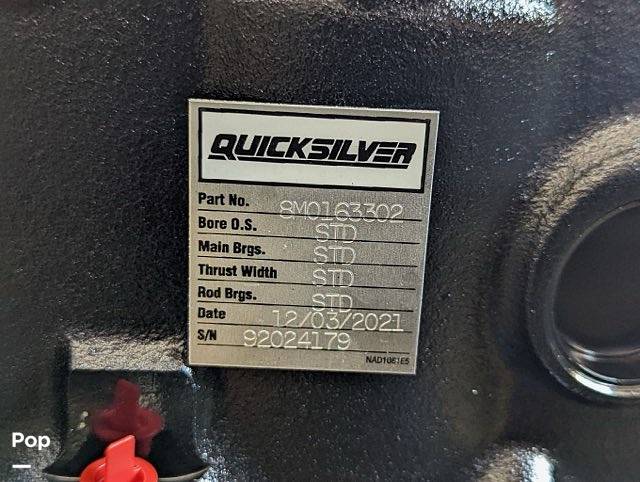 QUICKSILVER
Part No. 8M0163302
Bore O.S. STD
Main Brgs. STD
Thrust Width STD
Rod Brgs. STD
Date 12/03/2021
S/N 92024179
NAD1061E5
Pop